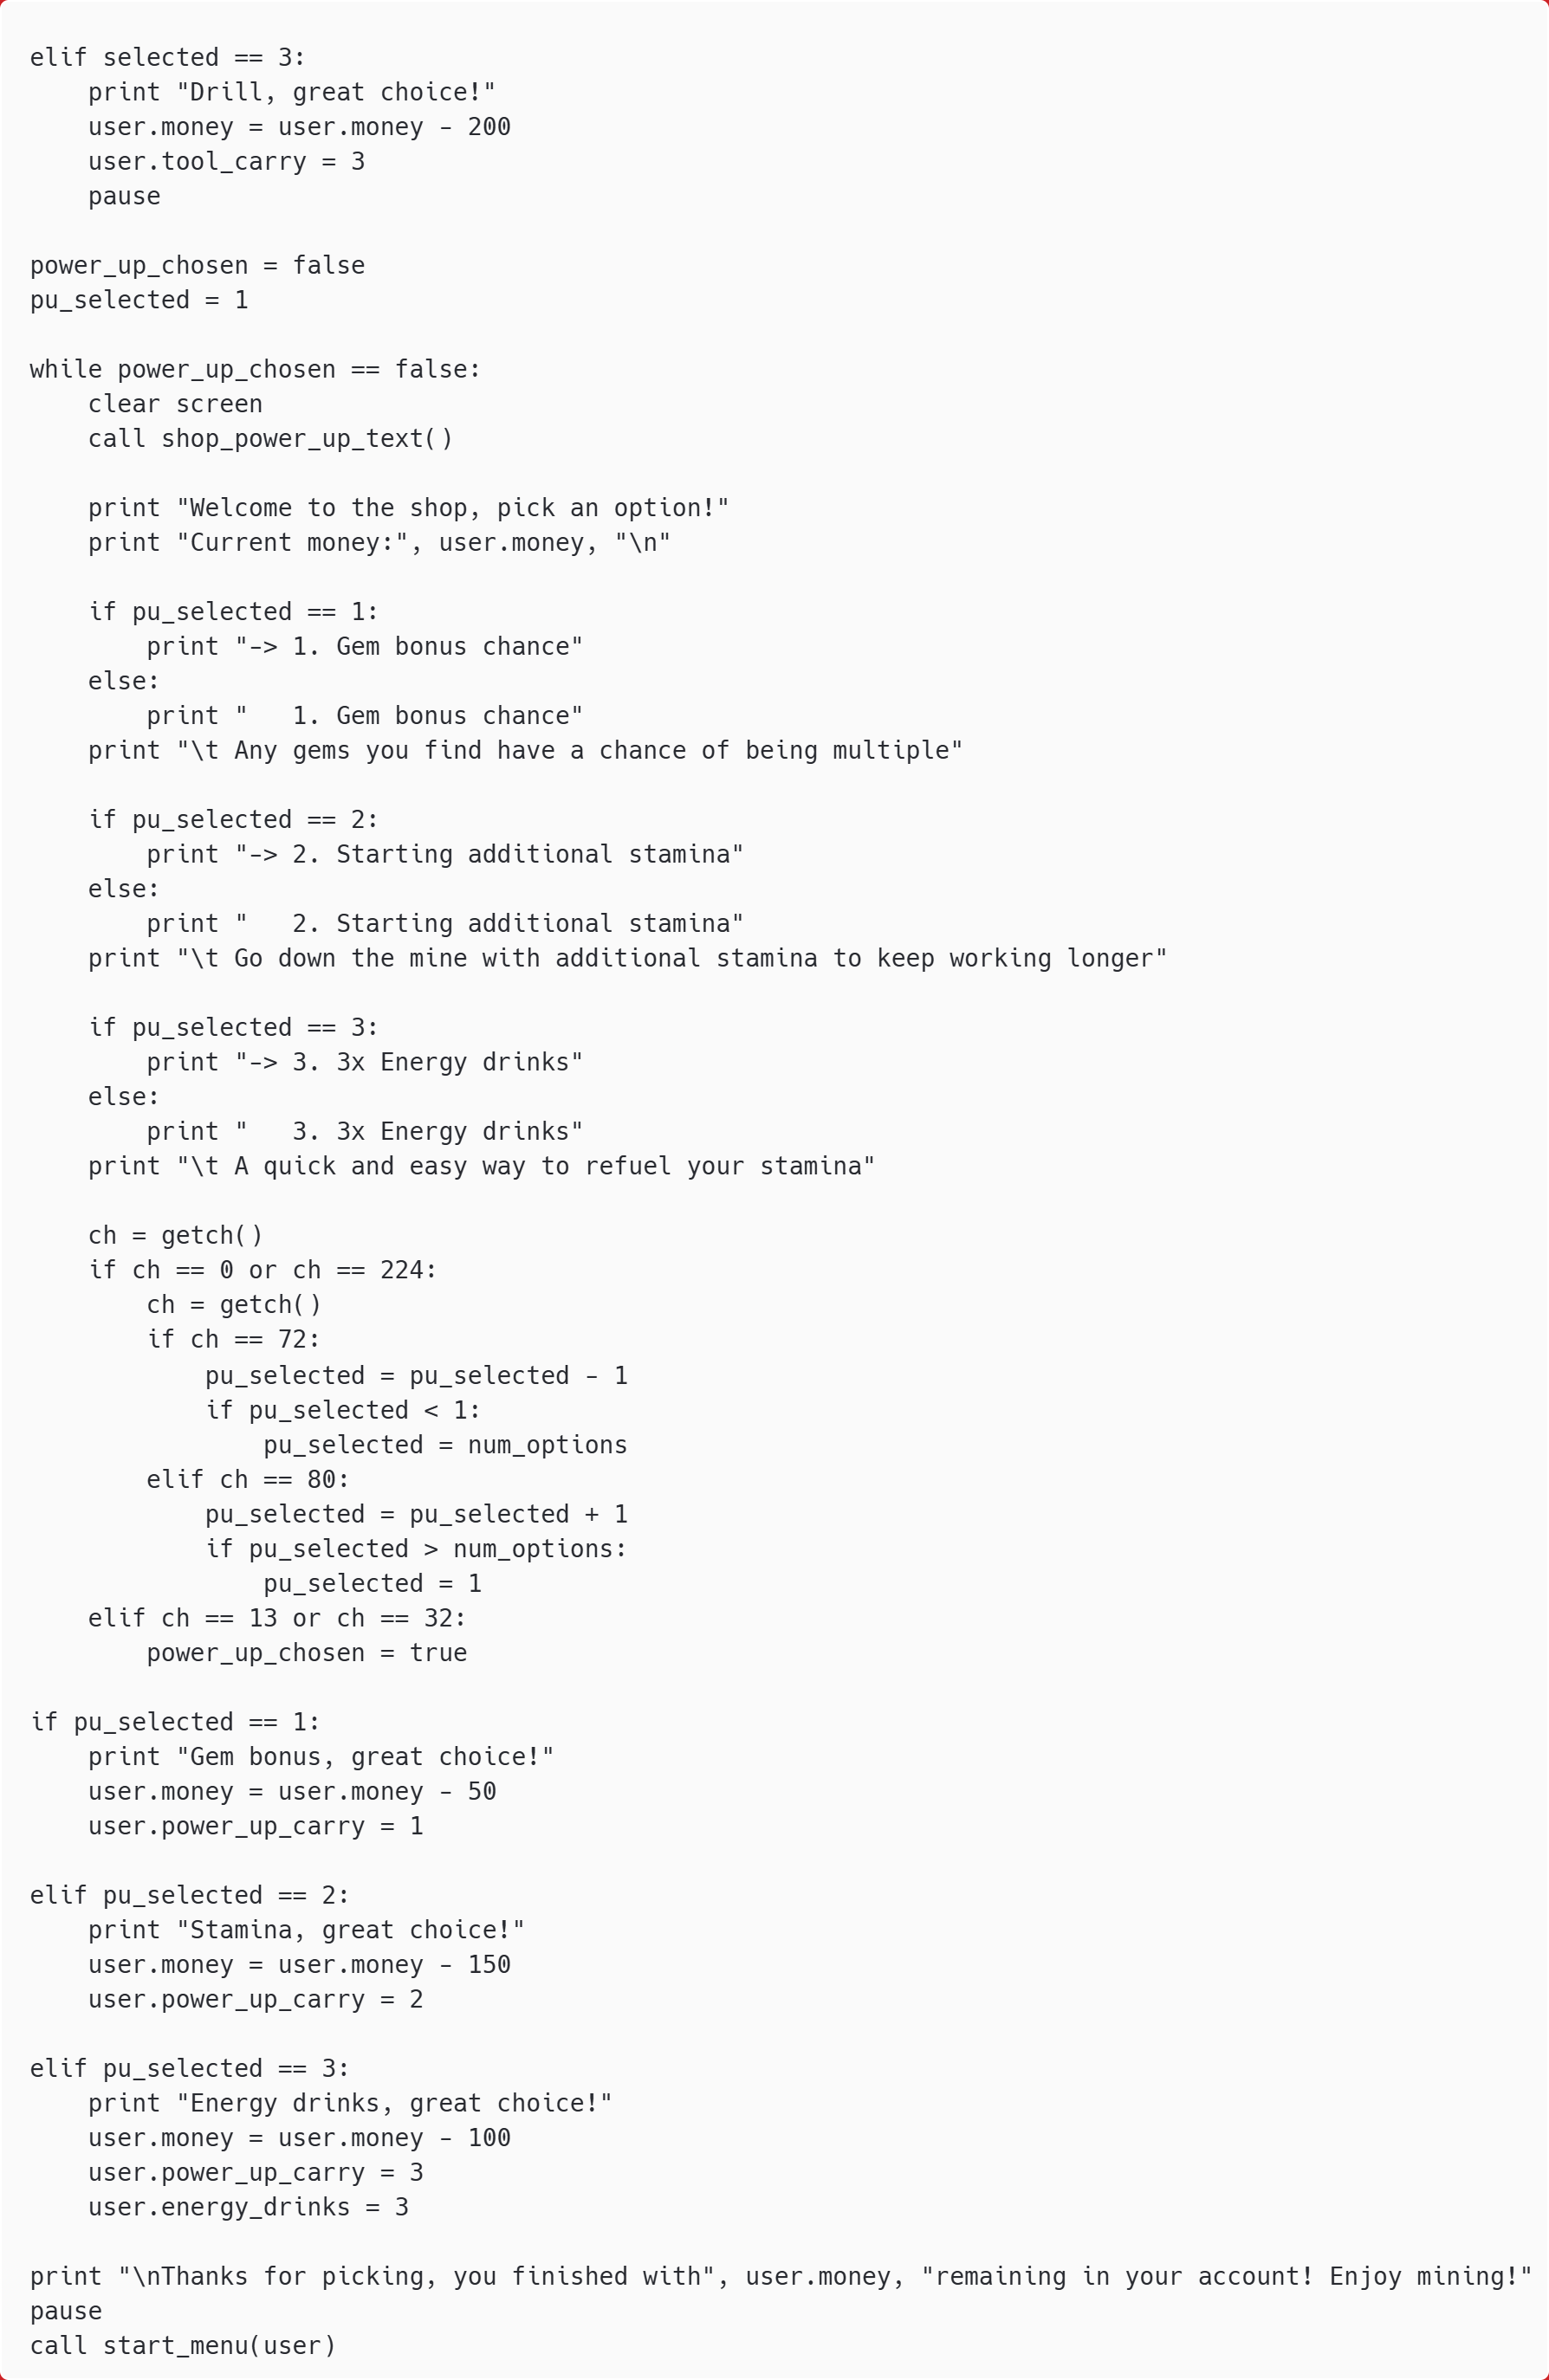 elif selected == 3:
    print "Drill, great choice!"
    user.money = user.money - 200
    user.tool_carry = 3
    pause

power_up_chosen = false
pu_selected = 1

while power_up_chosen == false:
    clear screen
    call shop_power_up_text()

    print "Welcome to the shop, pick an option!"
    print "Current money:", user.money, "\n"

    if pu_selected == 1:
        print "-> 1. Gem bonus chance"
    else:
        print "   1. Gem bonus chance"
    print "\t Any gems you find have a chance of being multiple"

    if pu_selected == 2:
        print "-> 2. Starting additional stamina"
    else:
        print "   2. Starting additional stamina"
    print "\t Go down the mine with additional stamina to keep working longer"

    if pu_selected == 3:
        print "-> 3. 3x Energy drinks"
    else:
        print "   3. 3x Energy drinks"
    print "\t A quick and easy way to refuel your stamina"

    ch = getch()
    if ch == 0 or ch == 224:
        ch = getch()
        if ch == 72:
            pu_selected = pu_selected - 1
            if pu_selected < 1:
                pu_selected = num_options
        elif ch == 80:
            pu_selected = pu_selected + 1
            if pu_selected > num_options:
                pu_selected = 1
    elif ch == 13 or ch == 32:
        power_up_chosen = true

if pu_selected == 1:
    print "Gem bonus, great choice!"
    user.money = user.money - 50
    user.power_up_carry = 1

elif pu_selected == 2:
    print "Stamina, great choice!"
    user.money = user.money - 150
    user.power_up_carry = 2

elif pu_selected == 3:
    print "Energy drinks, great choice!"
    user.money = user.money - 100
    user.power_up_carry = 3
    user.energy_drinks = 3

print "\nThanks for picking, you finished with", user.money, "remaining in your account! Enjoy mining!"
pause
call start_menu(user)